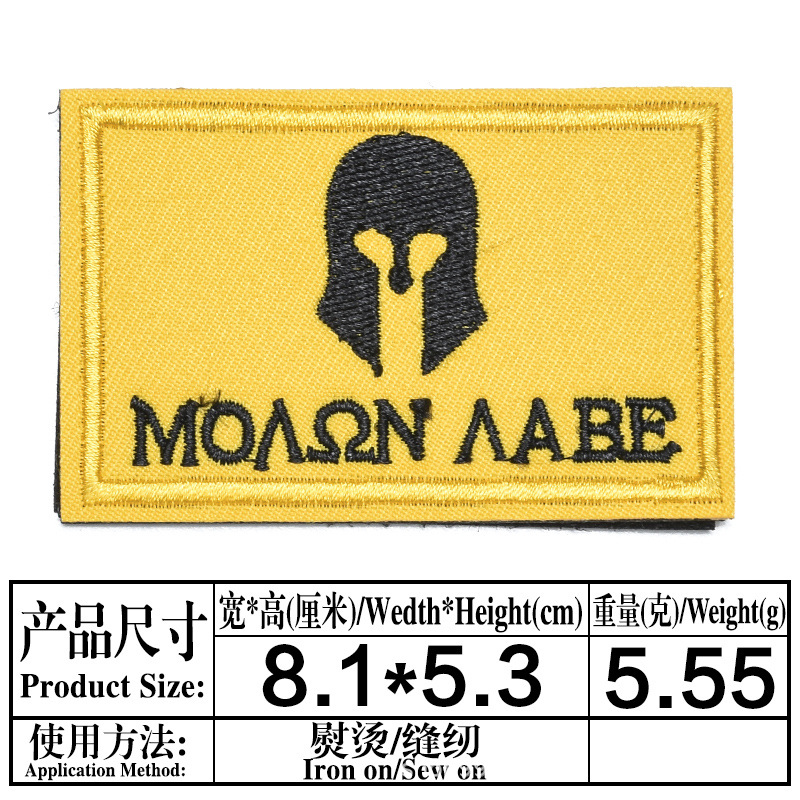 ΜΟΛΩΝ ΛΑΒΕ
产品尺寸
Product Size:
宽*高(厘米)/Wedth*Height(cm)
重量(克)/Weight(g)
8.1*5.3
5.55
使用方法:
Application Method:
熨烫/缝纫
Iron on/Sew on